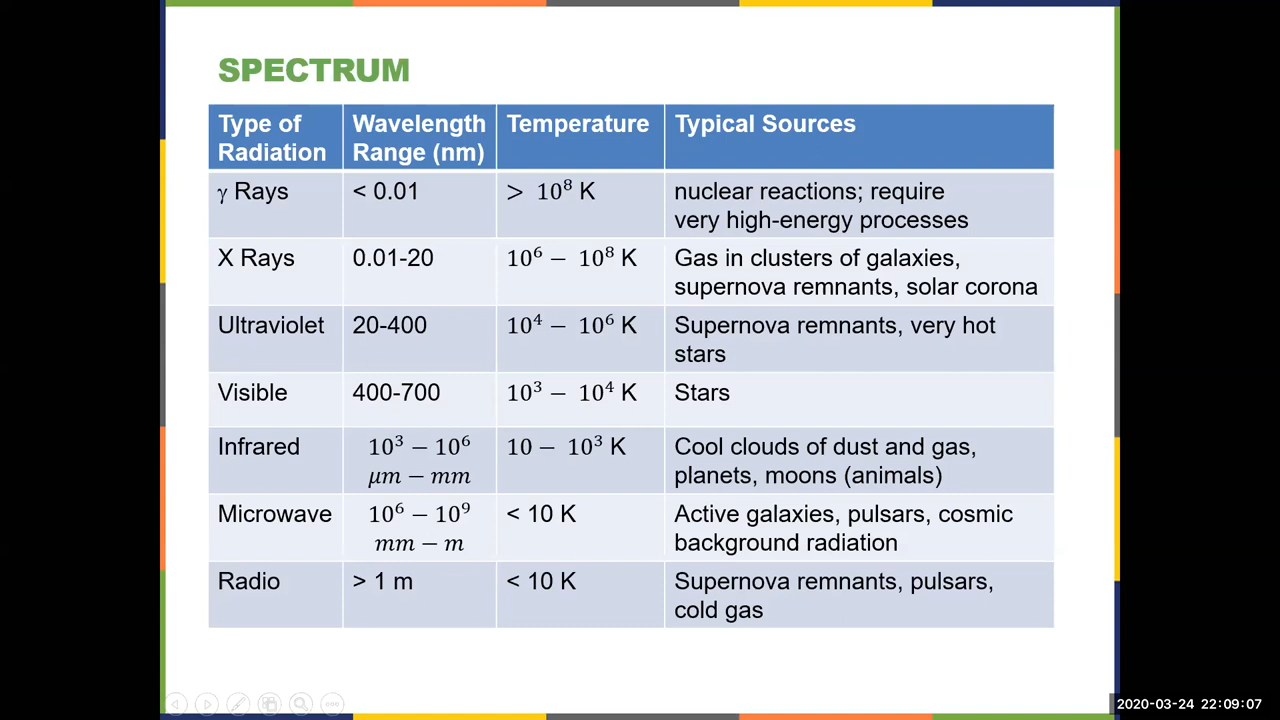 SPECTRUM
Type of Radiation | Wavelength Range (nm) | Temperature | Typical Sources
γ Rays | < 0.01 | > 10⁸ K | nuclear reactions; require very high-energy processes
X Rays | 0.01-20 | 10⁶ − 10⁸ K | Gas in clusters of galaxies, supernova remnants, solar corona
Ultraviolet | 20-400 | 10⁴ − 10⁶ K | Supernova remnants, very hot stars
Visible | 400-700 | 10³ − 10⁴ K | Stars
Infrared | 10³ − 10⁶ μm − mm | 10 − 10³ K | Cool clouds of dust and gas, planets, moons (animals)
Microwave | 10⁶ − 10⁹ mm − m | < 10 K | Active galaxies, pulsars, cosmic background radiation
Radio | > 1 m | < 10 K | Supernova remnants, pulsars, cold gas
2020-03-24 22:09:07